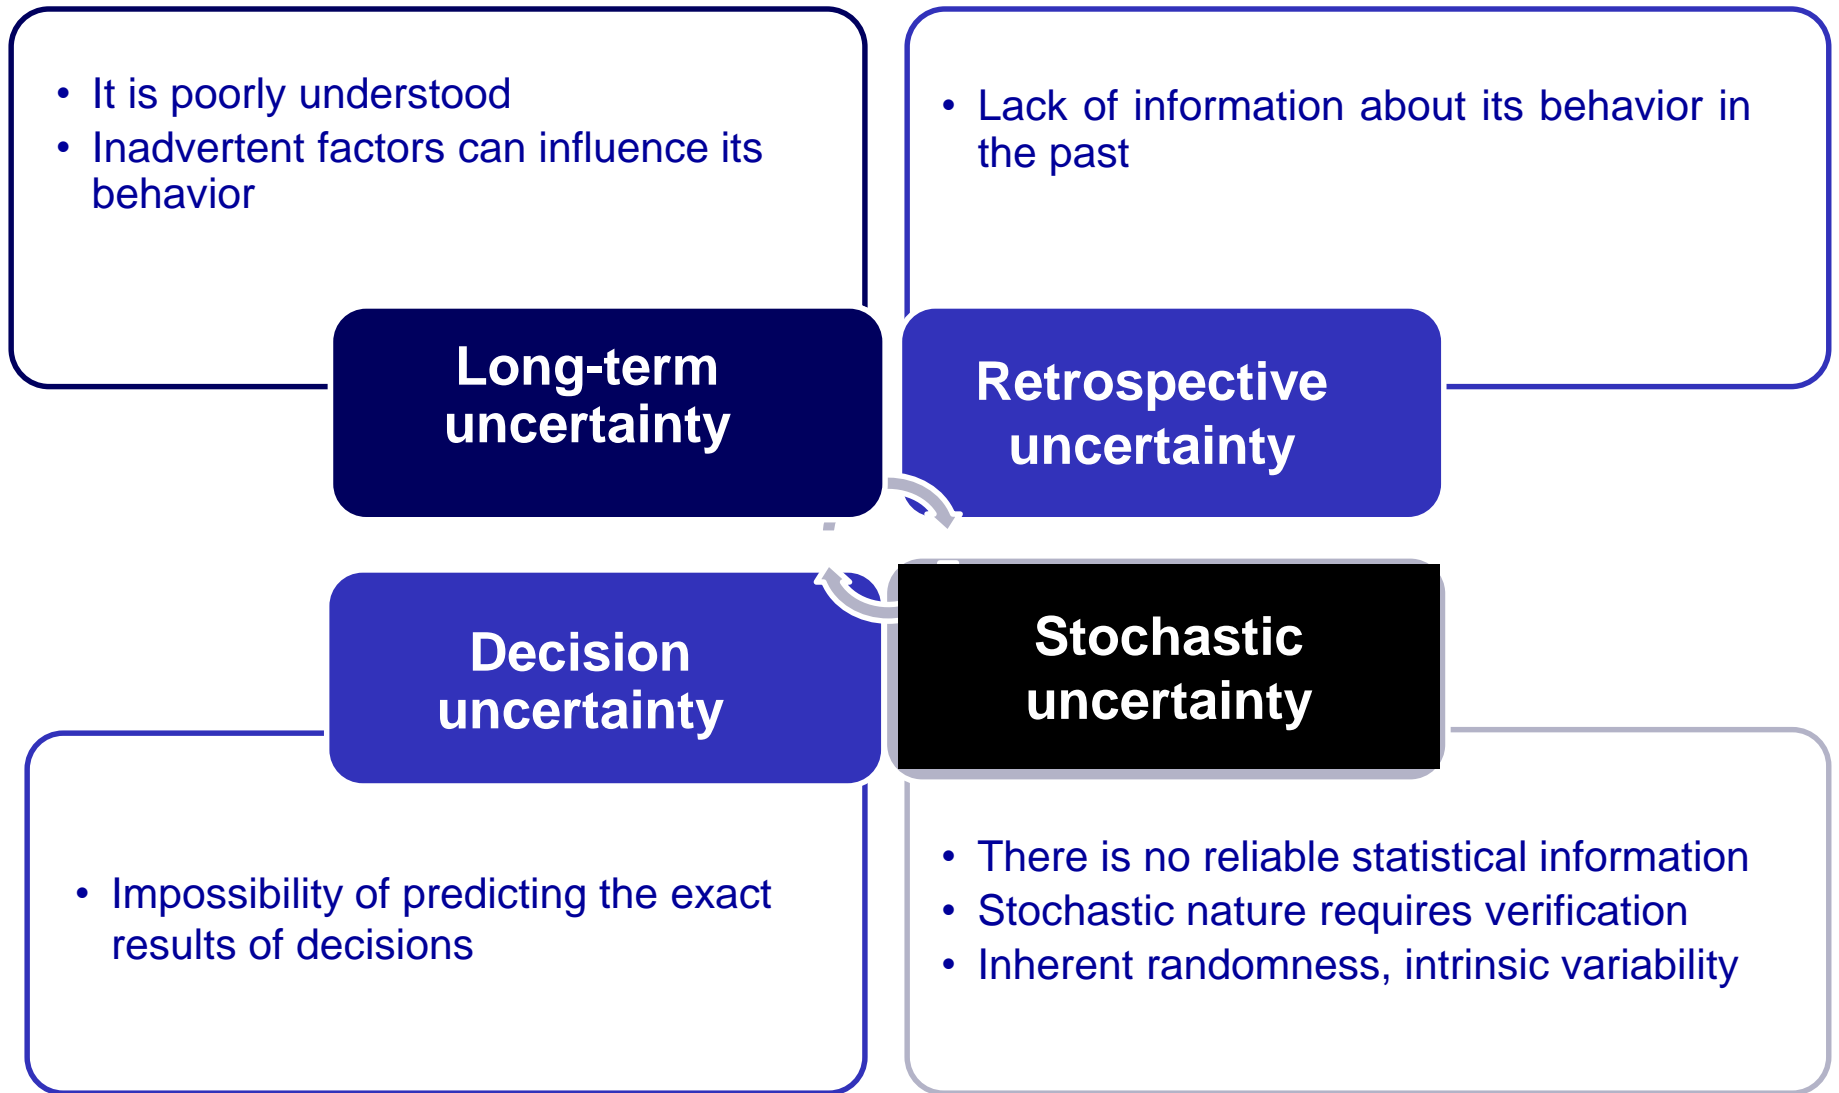 • It is poorly understood
• Inadvertent factors can influence its
behavior
• Lack of information about its behavior in
the past
Long-term
uncertainty
Retrospective
uncertainty
Decision
uncertainty
Stochastic
uncertainty
• Impossibility of predicting the exact
results of decisions
• There is no reliable statistical information
• Stochastic nature requires verification
• Inherent randomness, intrinsic variability